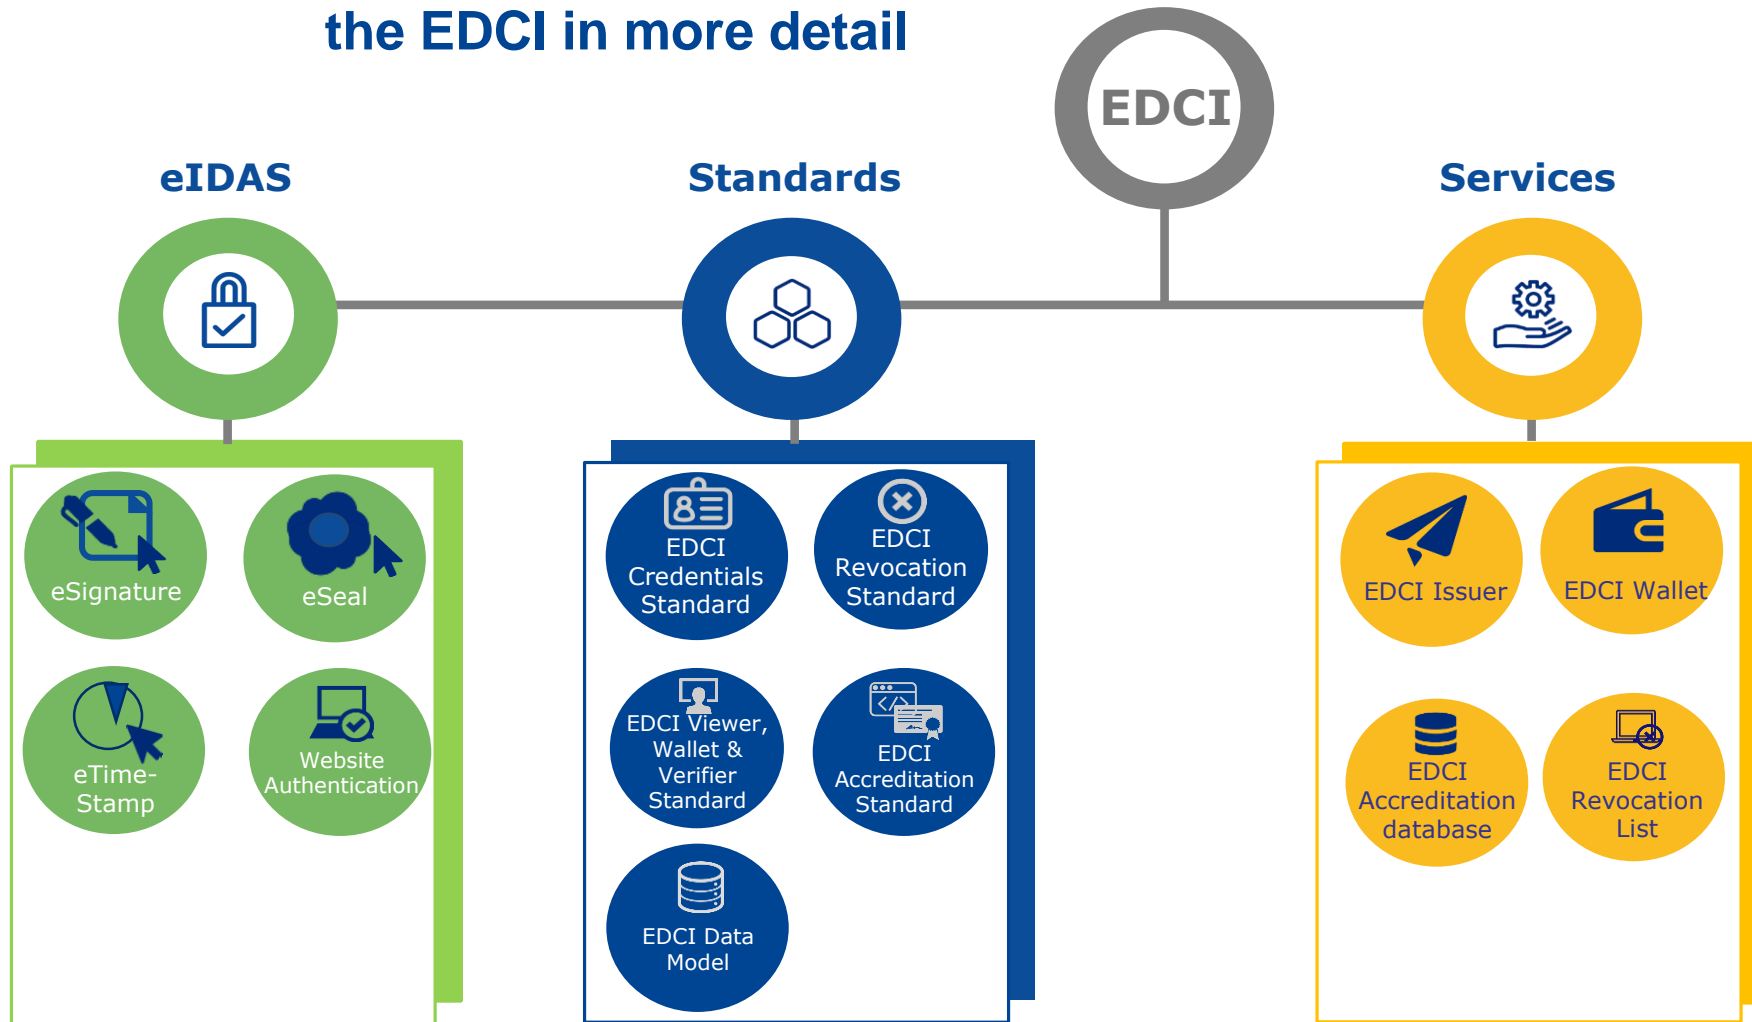 the EDCI in more detail
EDCI
eIDAS
Standards
Services
eSignature
eSeal
eTime-
Stamp
Website
Authentication
EDCI
Credentials
Standard
EDCI
Revocation
Standard
EDCI Viewer,
Wallet &
Verifier
Standard
EDCI
Accreditation
Standard
EDCI Data
Model
EDCI Issuer
EDCI Wallet
EDCI
Accreditation
database
EDCI
Revocation
List